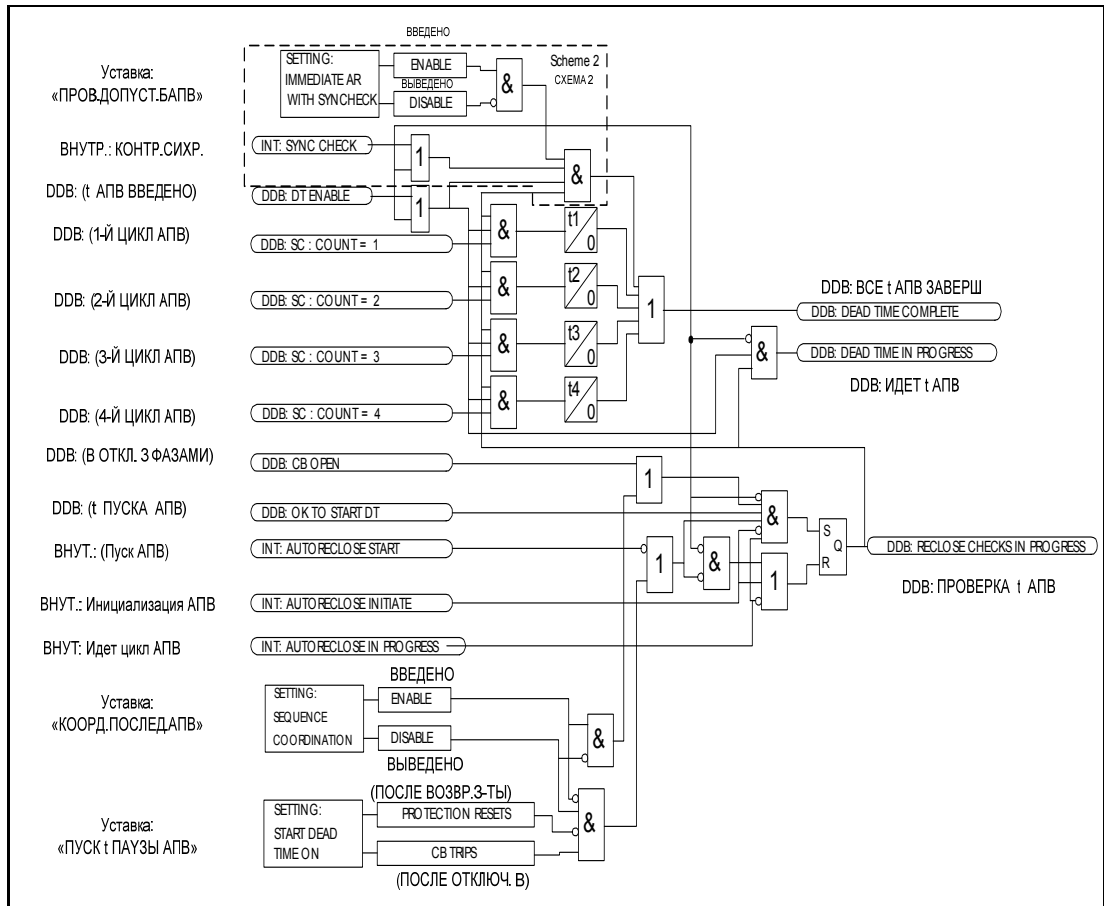 ВВЕДЕНО
Уставка:
«ПРОВ.ДОПУСТ.БАПВ»
SETTING:
IMMEDIATE AR
WITH SYNCHECK
ENABLE
ВЫВЕДЕНО
DISABLE
&
Scheme 2
СХЕМА 2
ВНУТР.: КОНТР.СИХР.
INT: SYNC CHECK
1
&
DDB: (t АПВ ВВЕДЕНО)
DDB: DT ENABLE
1
DDB: (1-Й ЦИКЛ АПВ)
DDB: SC : COUNT = 1
&
t1
0
DDB: (2-Й ЦИКЛ АПВ)
DDB: SC : COUNT = 2
&
t2
0
1
DDB: ВСЕ t АПВ ЗАВЕРШ
DDB: DEAD TIME COMPLETE
DDB: (3-Й ЦИКЛ АПВ)
DDB: SC : COUNT = 3
&
t3
0
&
DDB: DEAD TIME IN PROGRESS
DDB: ИДЕТ t АПВ
DDB: (4-Й ЦИКЛ АПВ)
DDB: SC : COUNT = 4
&
t4
0
DDB: (В ОТКЛ. 3 ФАЗАМИ)
DDB: CB OPEN
1
DDB: (t ПУСКА АПВ)
DDB: OK TO START DT
&
ВНУТ.: (Пуск АПВ)
INT: AUTORECLOSE START
1
&
1
S
Q
R
DDB: RECLOSE CHECKS IN PROGRESS
DDB: ПРОВЕРКА t АПВ
ВНУТ.: Инициализация АПВ
INT: AUTORECLOSE INITIATE
ВНУТ: Идет цикл АПВ
INT: AUTORECLOSE IN PROGRESS
ВВЕДЕНО
Уставка:
«КООРД.ПОСЛЕД.АПВ»
SETTING:
SEQUENCE
COORDINATION
ENABLE
DISABLE
&
ВЫВЕДЕНО
(ПОСЛЕ ВОЗВР.З-ТЫ)
Уставка:
«ПУСК t ПАУЗЫ АПВ»
SETTING:
START DEAD
TIME ON
PROTECTION RESETS
CB TRIPS
&
(ПОСЛЕ ОТКЛЮЧ. В)